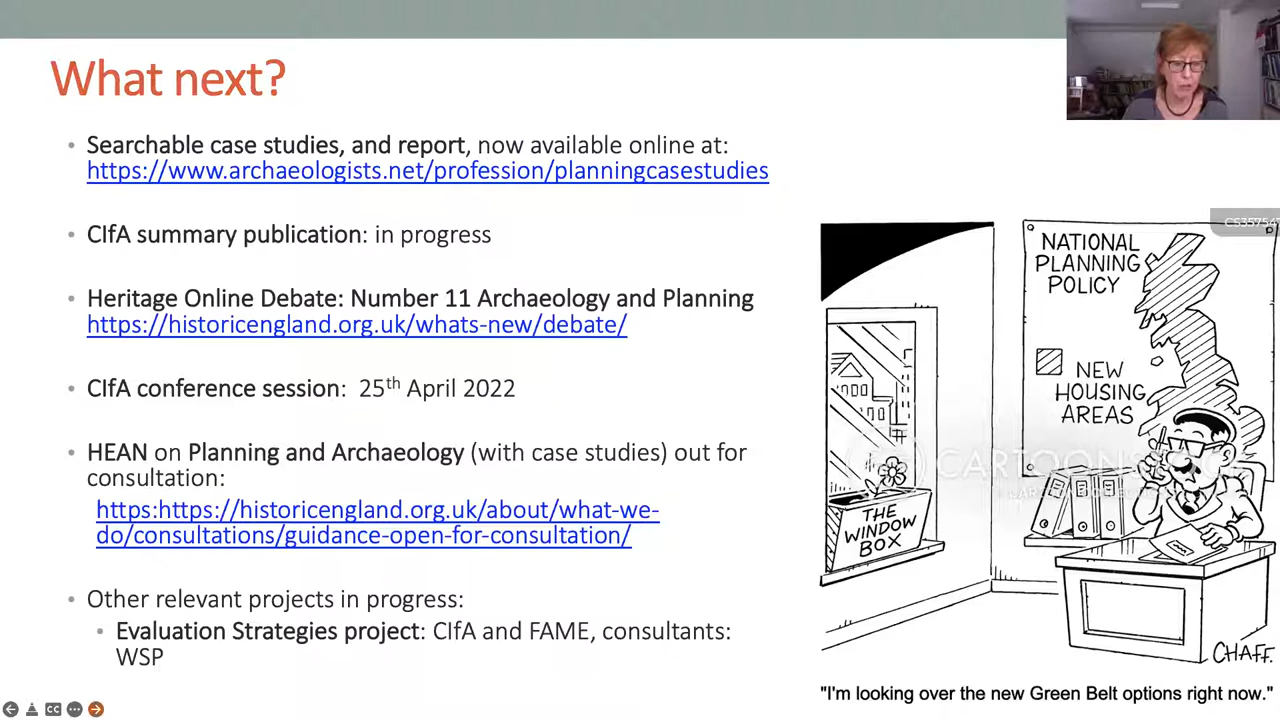 What next?
• Searchable case studies, and report, now available online at:
https://www.archaeologists.net/profession/planningcasestudies
• CIfA summary publication: in progress
• Heritage Online Debate: Number 11 Archaeology and Planning
https://historicengland.org.uk/whats-new/debate/
• CIfA conference session: 25th April 2022
• HEAN on Planning and Archaeology (with case studies) out for
consultation:
https:https://historicengland.org.uk/about/what-we-
do/consultations/guidance-open-for-consultation/
• Other relevant projects in progress:
• Evaluation Strategies project: CIfA and FAME, consultants:
WSP
NATIONAL
PLANNING
POLICY
NEW
HOUSING
AREAS
THE
WINDOW
BOX
CHAFF.
"I'm looking over the new Green Belt options right now."
CC